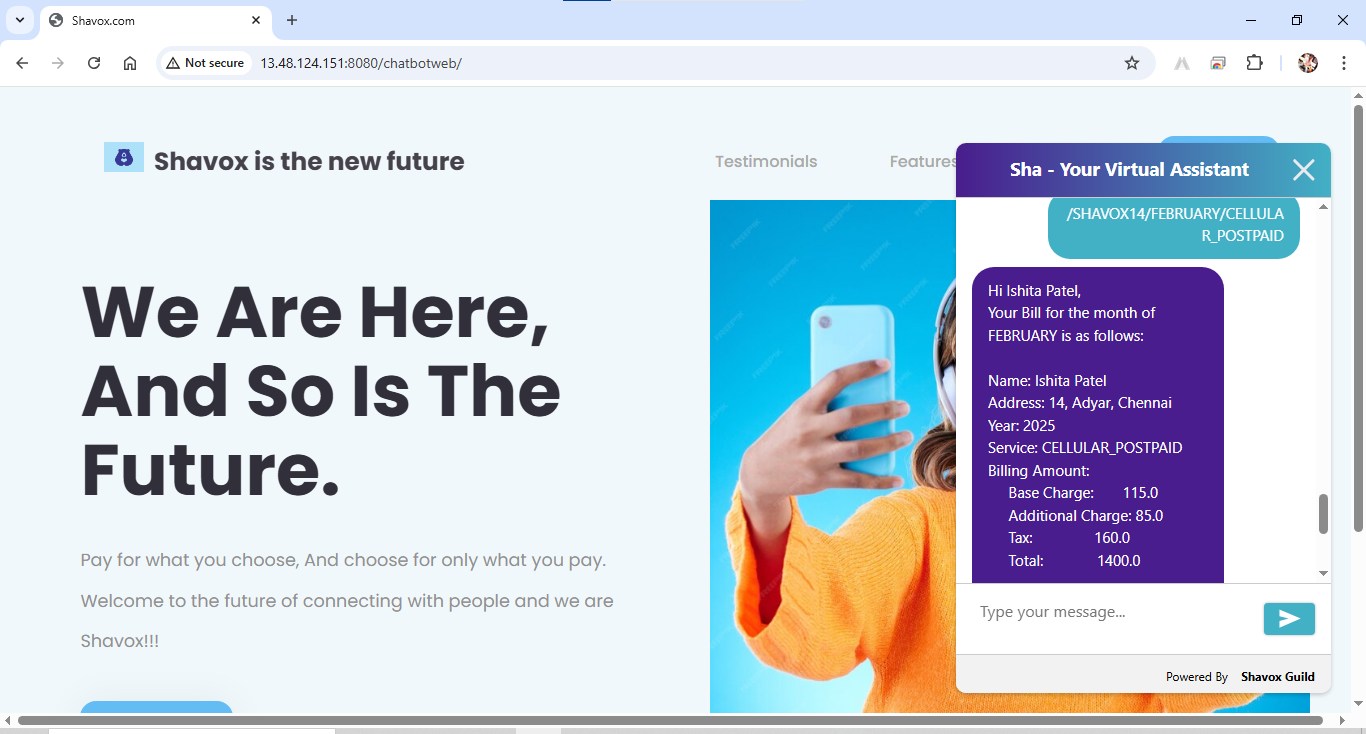 Shavox.com
Not secure
13.48.124.151:8080/chatbotweb/
Shavox is the new future
Testimonials
Features
We Are Here,
And So Is The
Future.
Pay for what you choose, And choose for only what you pay.
Welcome to the future of connecting with people and we are
Shavox!!!
FREEPIK
FREEPIK
FREEPIK
Sha - Your Virtual Assistant
/SHAVOX14/FEBRUARY/CELLULA
R_POSTPAID
Hi Ishita Patel,
Your Bill for the month of
FEBRUARY is as follows:
Name: Ishita Patel
Address: 14, Adyar, Chennai
Year: 2025
Service: CELLULAR_POSTPAID
Billing Amount:
Base Charge: 115.0
Additional Charge: 85.0
Tax: 160.0
Total: 1400.0
Type your message...
Powered By Shavox Guild